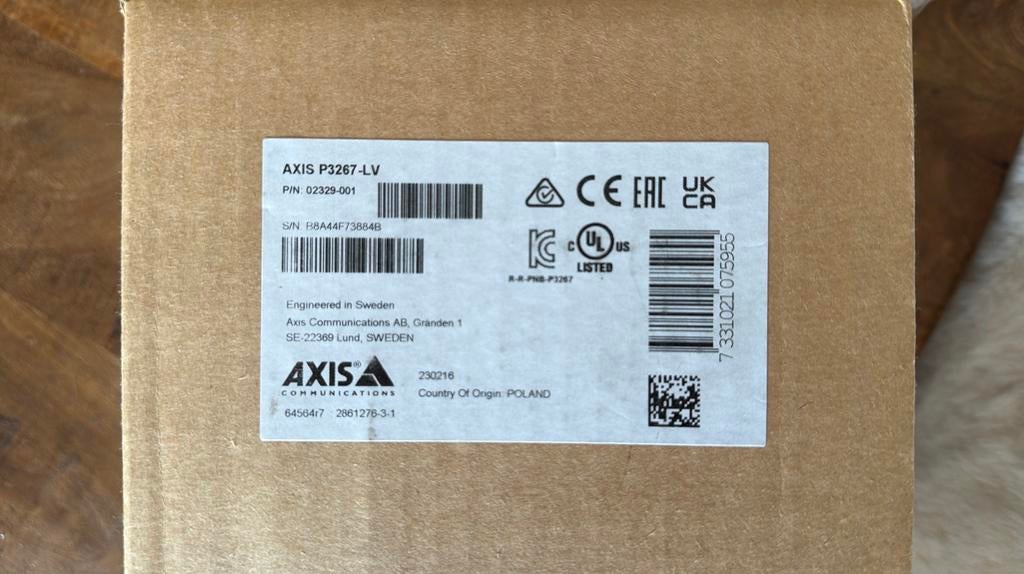 AXIS P3267-LV
P/N: 02329-001
S/N: B8A44F73884B
Engineered in Sweden
Axis Communications AB, Gränden 1
SE-22369 Lund, SWEDEN
AXIS®
COMMUNICATIONS
64564r7 2861276-3-1
230216
Country Of Origin: POLAND
CE EAC UK
CA
KC
C UL US
LISTED
R-R-PNB-P3267
7 331021 075955